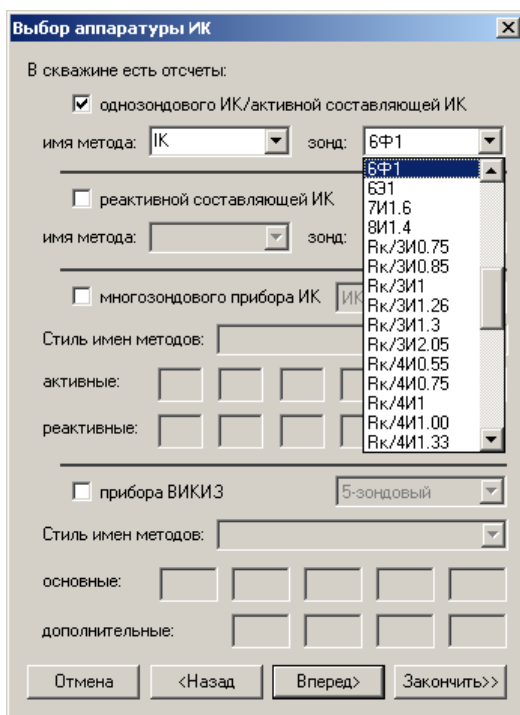 Выбор аппаратуры ИК
В скважине есть отсчеты:
однозондового ИК/активной составляющей ИК
имя метода: IK зонд: 6Ф1
6Ф1
6Э1
7И1.6
8И1.4
Rк/3И0.75
Rк/3И0.85
Rк/3И1
Rк/3И1.26
Rк/3И1.3
Rк/3И2.05
Rк/4И0.55
Rк/4И0.75
Rк/4И1
Rк/4И1.00
Rк/4И1.33
реактивной составляющей ИК
имя метода: зонд:
многозондового прибора ИК ИК
Стиль имен методов:
активные:
реактивные:
прибора ВИКИЗ 5-зондовый
Стиль имен методов:
основные:
дополнительные:
Отмена <Назад Вперед> Закончить>>